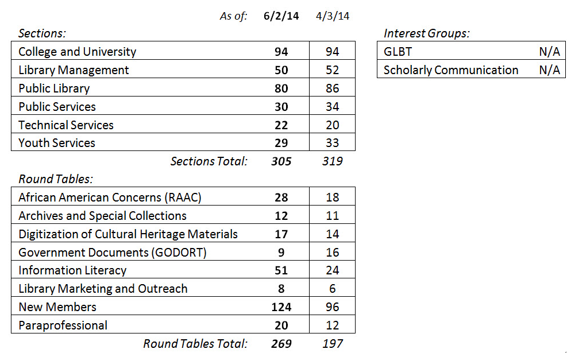 As of: 6/2/14 4/3/14
Sections:
College and University 94 94
Library Management 50 52
Public Library 80 86
Public Services 30 34
Technical Services 22 20
Youth Services 29 33
Sections Total: 305 319
Round Tables:
African American Concerns (RAAC) 28 18
Archives and Special Collections 12 11
Digitization of Cultural Heritage Materials 17 14
Government Documents (GODORT) 9 16
Information Literacy 51 24
Library Marketing and Outreach 8 6
New Members 124 96
Paraprofessional 20 12
Round Tables Total: 269 197
Interest Groups:
GLBT N/A
Scholarly Communication N/A